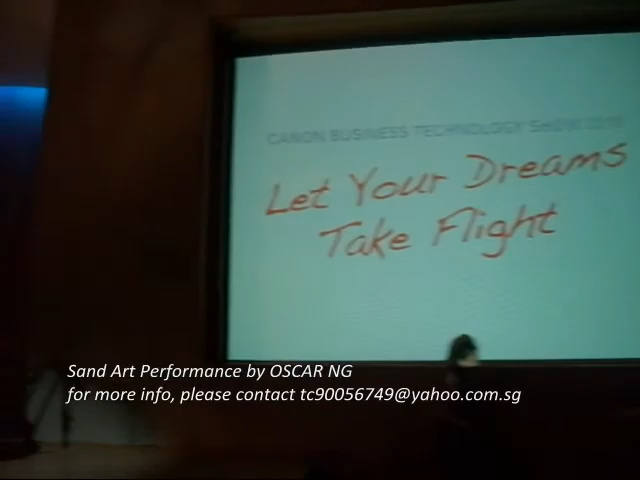 CANON BUSINESS TECHNOLOGY SHOW
Let Your Dreams
Take Flight
Sand Art Performance by OSCAR NG
for more info, please contact tc90056749@yahoo.com.sg